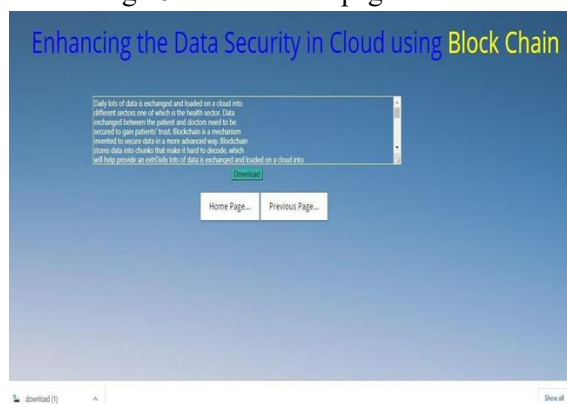 Enhancing the Data Security in Cloud using Block Chain
Daily lots of data is exchanged and loaded on a cloud into
different sectors one of which is the health sector. Data
exchanged between the patient and doctors need to be
secured to gain patients' trust. Blockchain is a mechanism
invented to secure data in a more advanced way. Blockchain
stores data into chunks that make it hard to decode, which
will help provide an extrDaily lots of data is exchanged and loaded on a cloud into
Download
Home Page... Previous Page...
download (1)
Show all